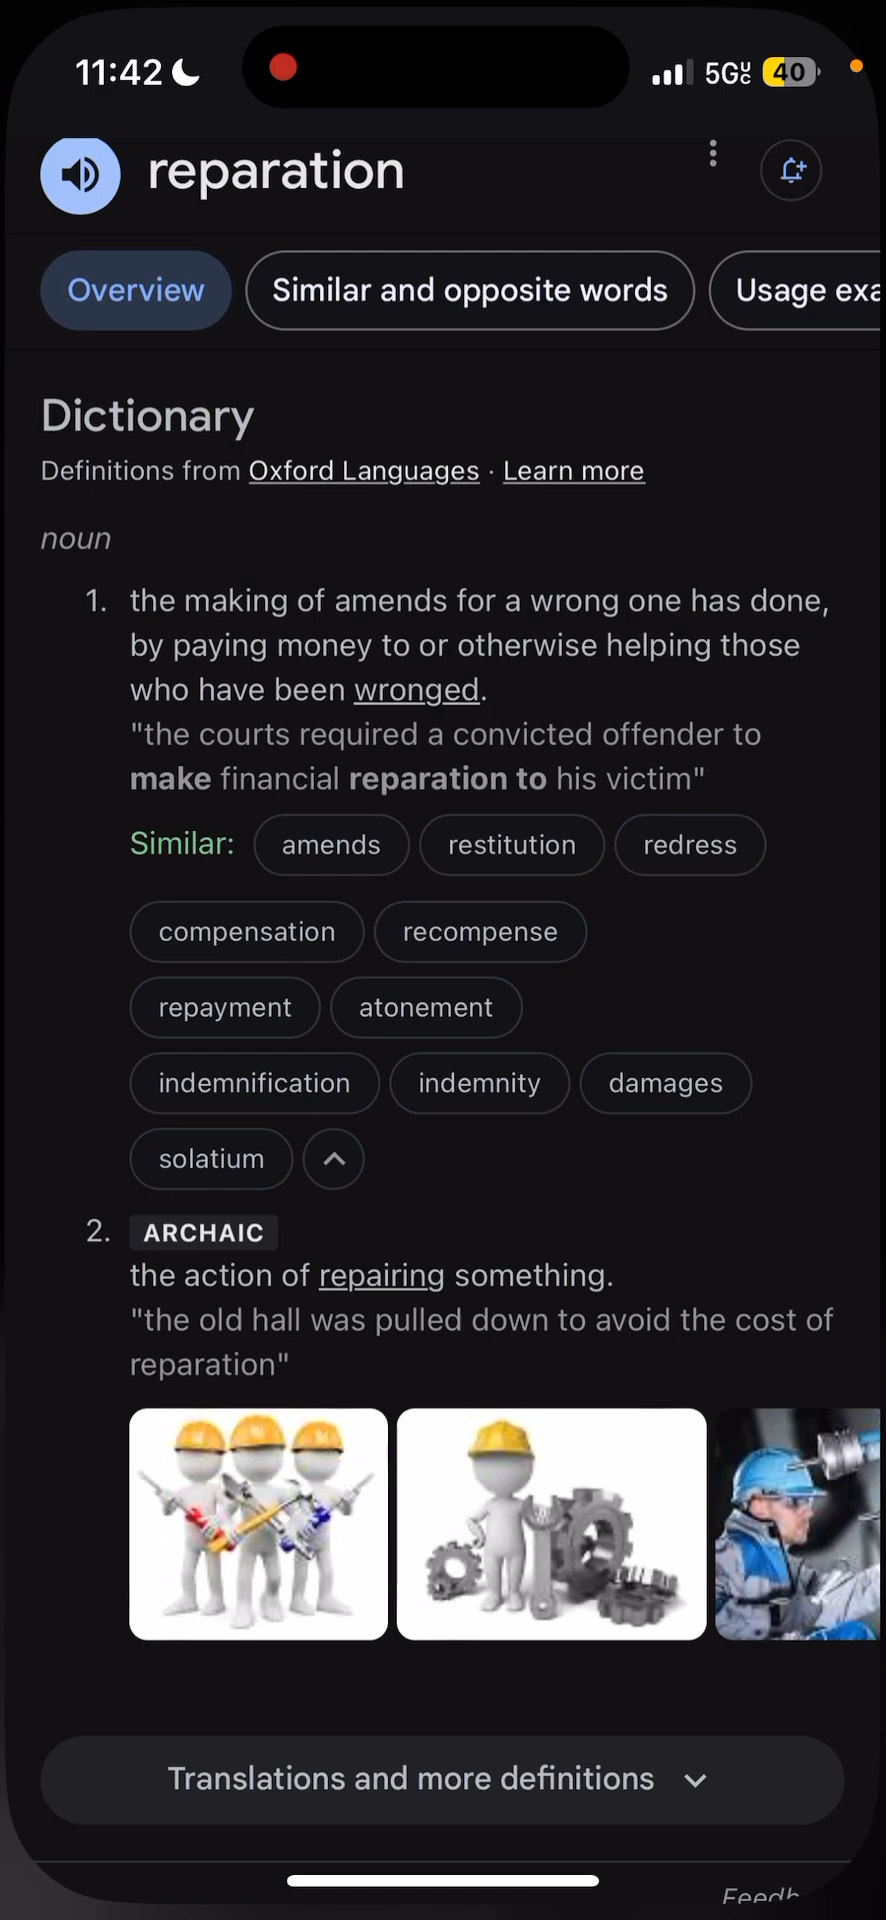 11:42
5G
40
reparation
Overview
Similar and opposite words
Usage exa
Dictionary
Definitions from Oxford Languages · Learn more
noun
1. the making of amends for a wrong one has done,
by paying money to or otherwise helping those
who have been wronged.
"the courts required a convicted offender to
make financial reparation to his victim"
Similar: amends restitution redress
compensation recompense
repayment atonement
indemnification indemnity damages
solatium
2. ARCHAIC
the action of repairing something.
"the old hall was pulled down to avoid the cost of
reparation"
Translations and more definitions
Feedb